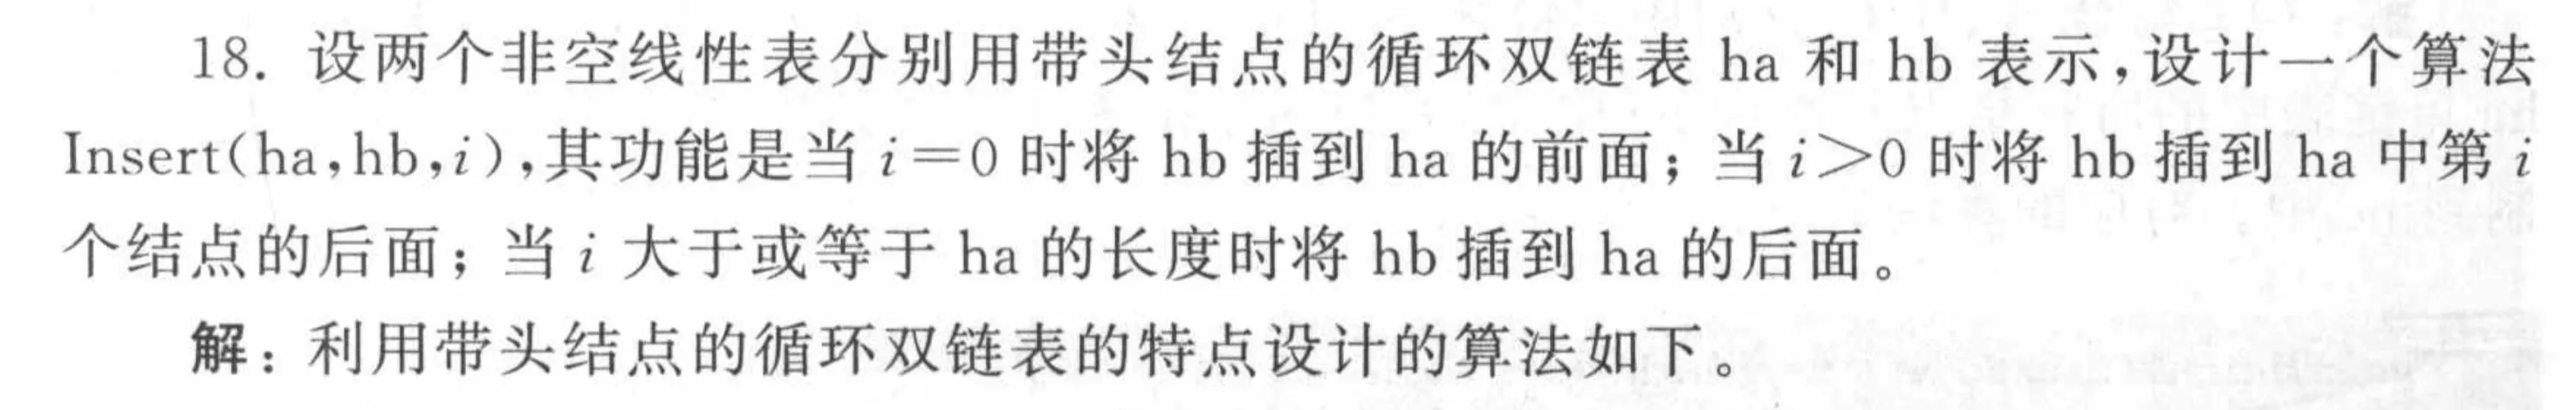 18. 设两个非空线性表分别用带头结点的循环双链表 ha 和 hb 表示,设计一个算法
Insert(ha,hb,i),其功能是当 i=0 时将 hb 插到 ha 的前面；当 i>0 时将 hb 插到 ha 中第 i
个结点的后面；当 i 大于或等于 ha 的长度时将 hb 插到 ha 的后面。
解：利用带头结点的循环双链表的特点设计的算法如下。